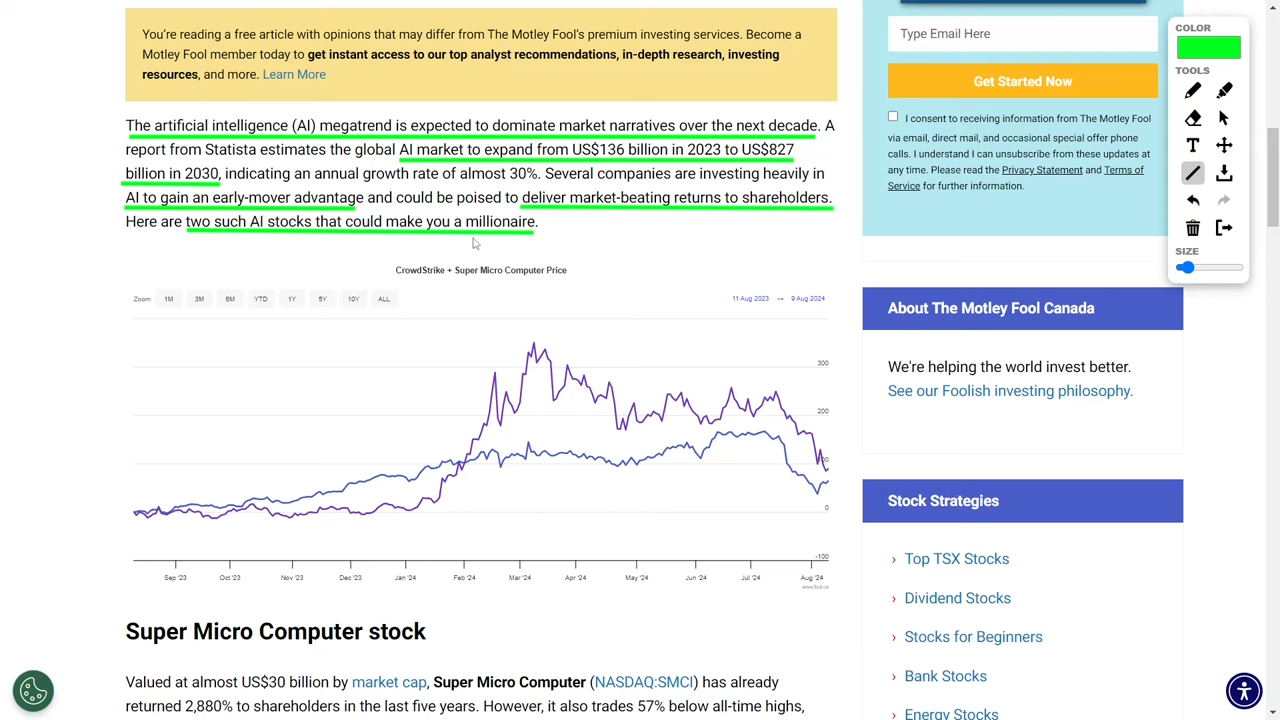 You're reading a free article with opinions that may differ from The Motley Fool's premium investing services. Become a
Motley Fool member today to get instant access to our top analyst recommendations, in-depth research, investing
resources, and more. Learn More
The artificial intelligence (AI) megatrend is expected to dominate market narratives over the next decade. A
report from Statista estimates the global AI market to expand from US$136 billion in 2023 to US$827
billion in 2030, indicating an annual growth rate of almost 30%. Several companies are investing heavily in
AI to gain an early-mover advantage and could be poised to deliver market-beating returns to shareholders.
Here are two such AI stocks that could make you a millionaire.
CrowdStrike + Super Micro Computer Price
Zoom 1M 3M 6M YTD 1Y 5Y 10Y ALL
11 Aug 2023 → 9 Aug 2024
300
200
100
0
-100
Sep '23 Oct '23 Nov '23 Dec '23 Jan '24 Feb '24 Mar '24 Apr '24 May '24 Jun '24 Jul '24 Aug '24
www.fool.ca
Super Micro Computer stock
Valued at almost US$30 billion by market cap, Super Micro Computer (NASDAQ:SMCI) has already
returned 2,880% to shareholders in the last five years. However, it also trades 57% below all-time highs,
Type Email Here
Get Started Now
I consent to receiving information from The Motley Fool
via email, direct mail, and occasional special offer phone
calls. I understand I can unsubscribe from these updates at
any time. Please read the Privacy Statement and Terms of
Service for further information.
About The Motley Fool Canada
We're helping the world invest better.
See our Foolish investing philosophy.
Stock Strategies
Top TSX Stocks
Dividend Stocks
Stocks for Beginners
Bank Stocks
Energy Stocks
COLOR
TOOLS
T
SIZE